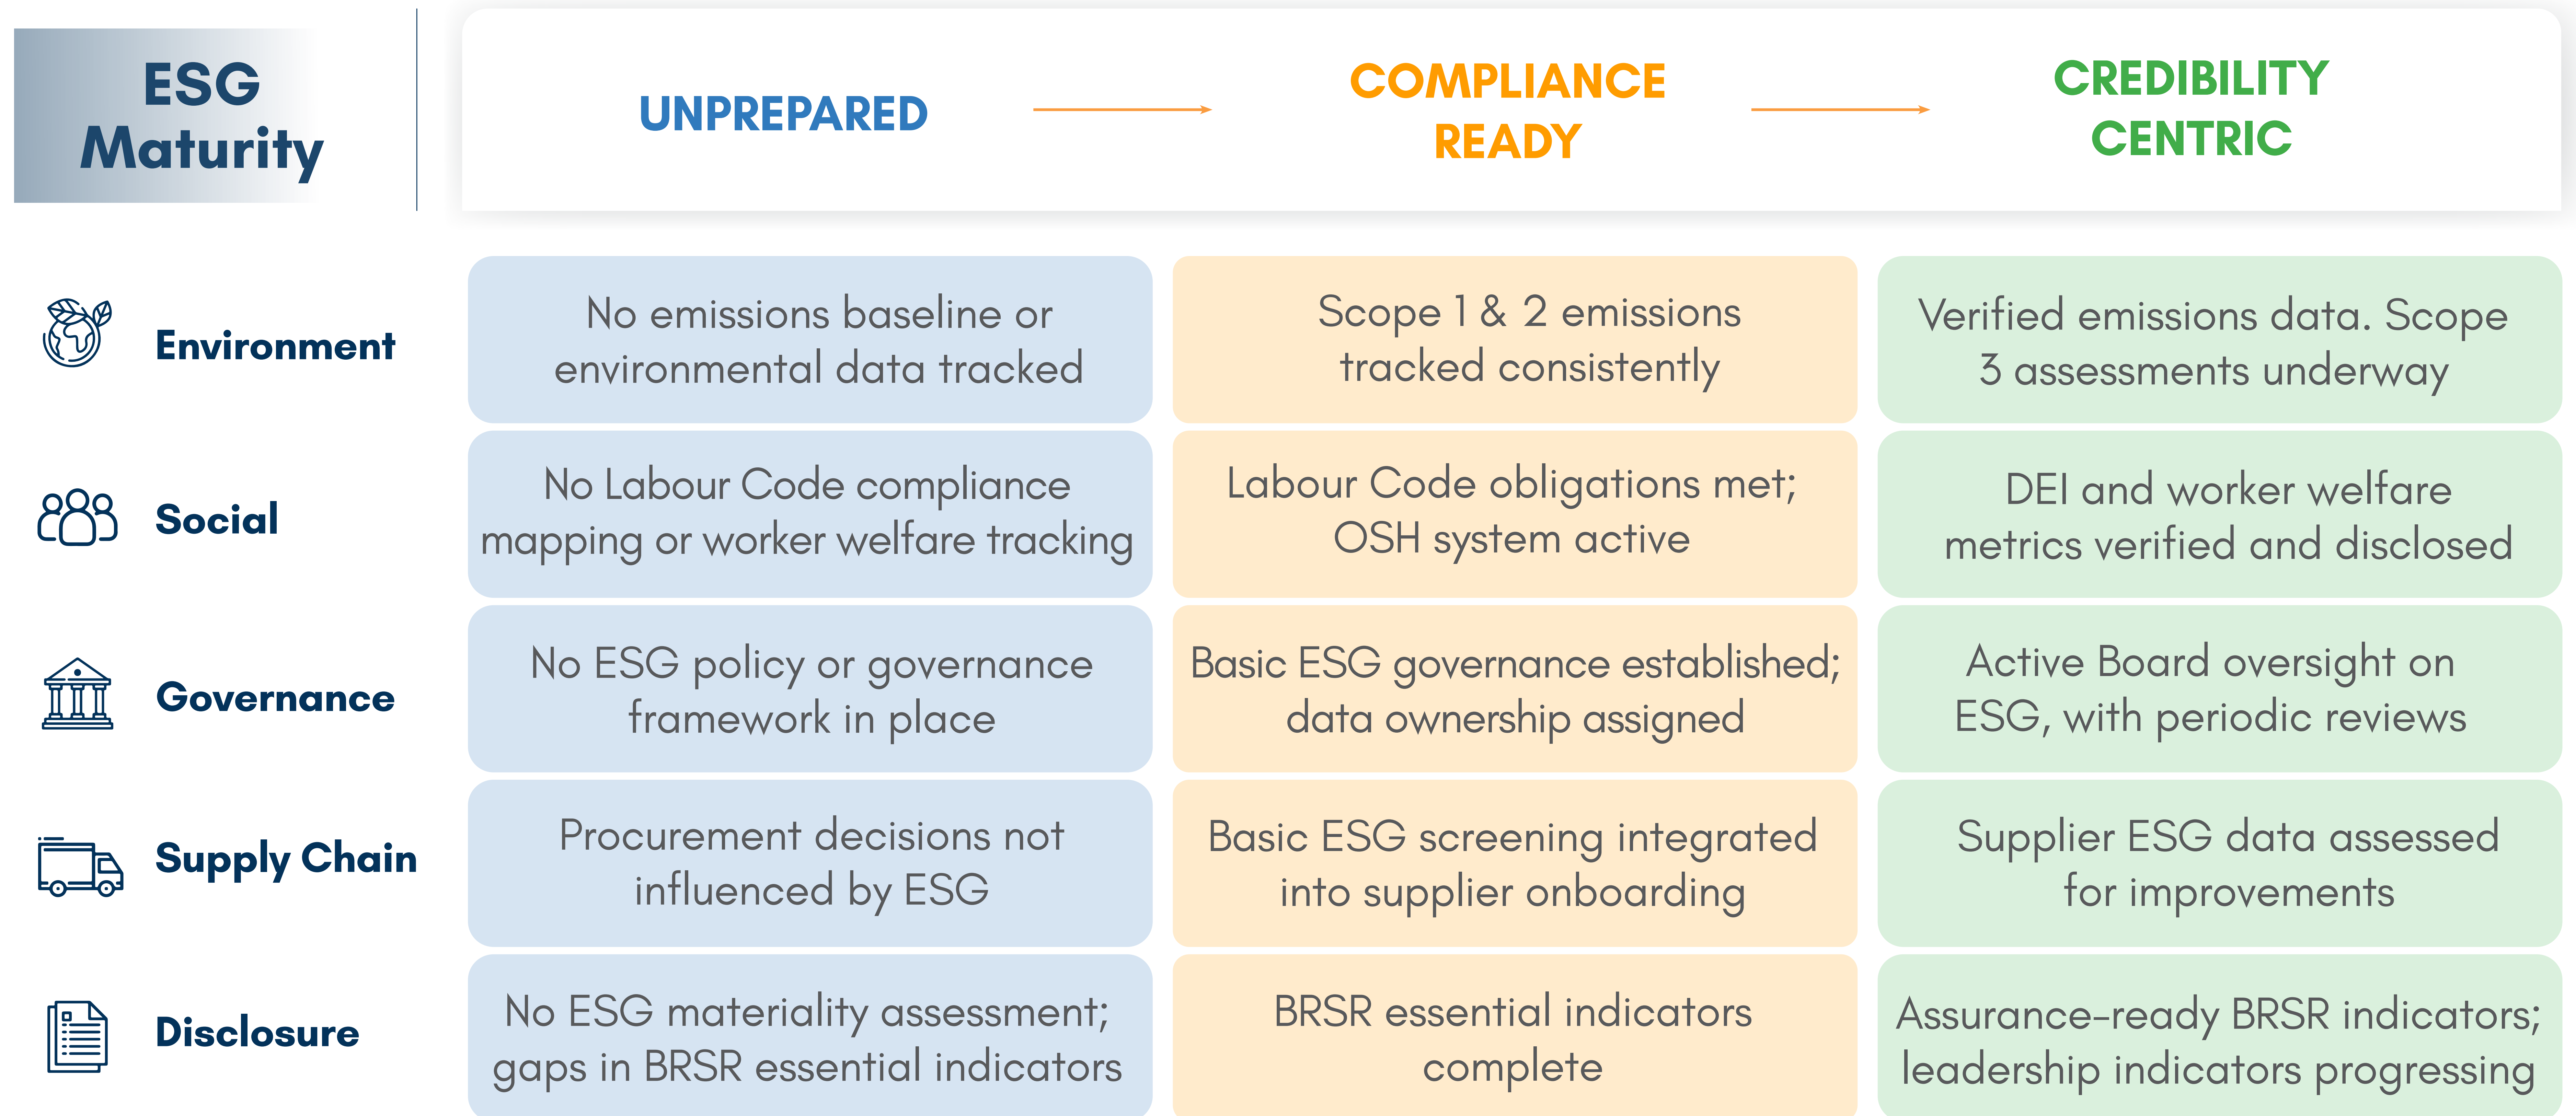 ESG
Maturity
UNPREPARED
COMPLIANCE
READY
CREDIBILITY
CENTRIC
Environment
No emissions baseline or
environmental data tracked
Scope 1 & 2 emissions
tracked consistently
Verified emissions data. Scope
3 assessments underway
Social
No Labour Code compliance
mapping or worker welfare tracking
Labour Code obligations met;
OSH system active
DEI and worker welfare
metrics verified and disclosed
Governance
No ESG policy or governance
framework in place
Basic ESG governance established;
data ownership assigned
Active Board oversight on
ESG, with periodic reviews
Supply Chain
Procurement decisions not
influenced by ESG
Basic ESG screening integrated
into supplier onboarding
Supplier ESG data assessed
for improvements
Disclosure
No ESG materiality assessment;
gaps in BRSR essential indicators
BRSR essential indicators
complete
Assurance-ready BRSR indicators;
leadership indicators progressing